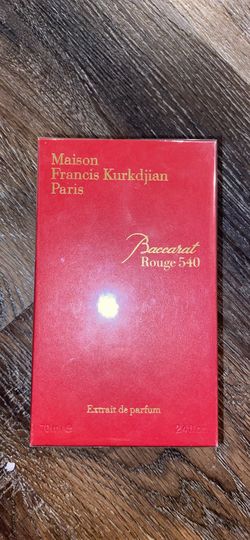 Maison
Francis Kurkdjian
Paris
Baccarat
Rouge 540
Extrait de parfum
70ml ℮ 2.4fl.oz.